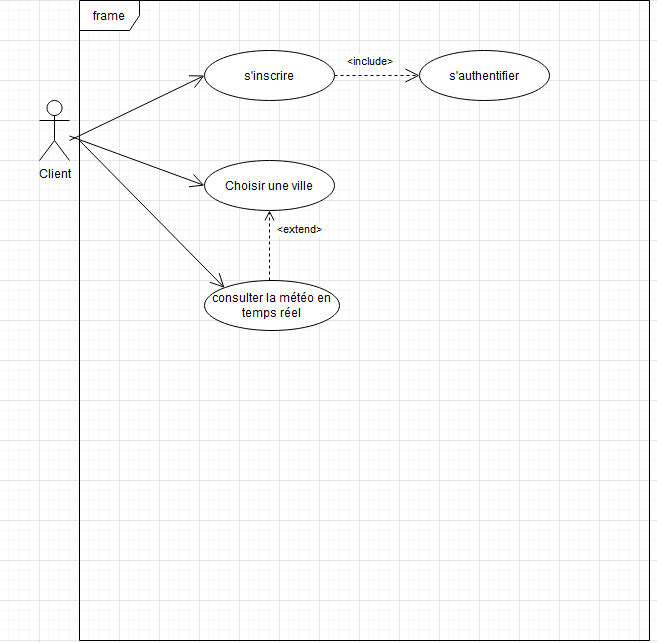 frame
s'inscrire
<include>
s'authentifier
Client
Choisir une ville
<extend>
consulter la météo en
temps réel